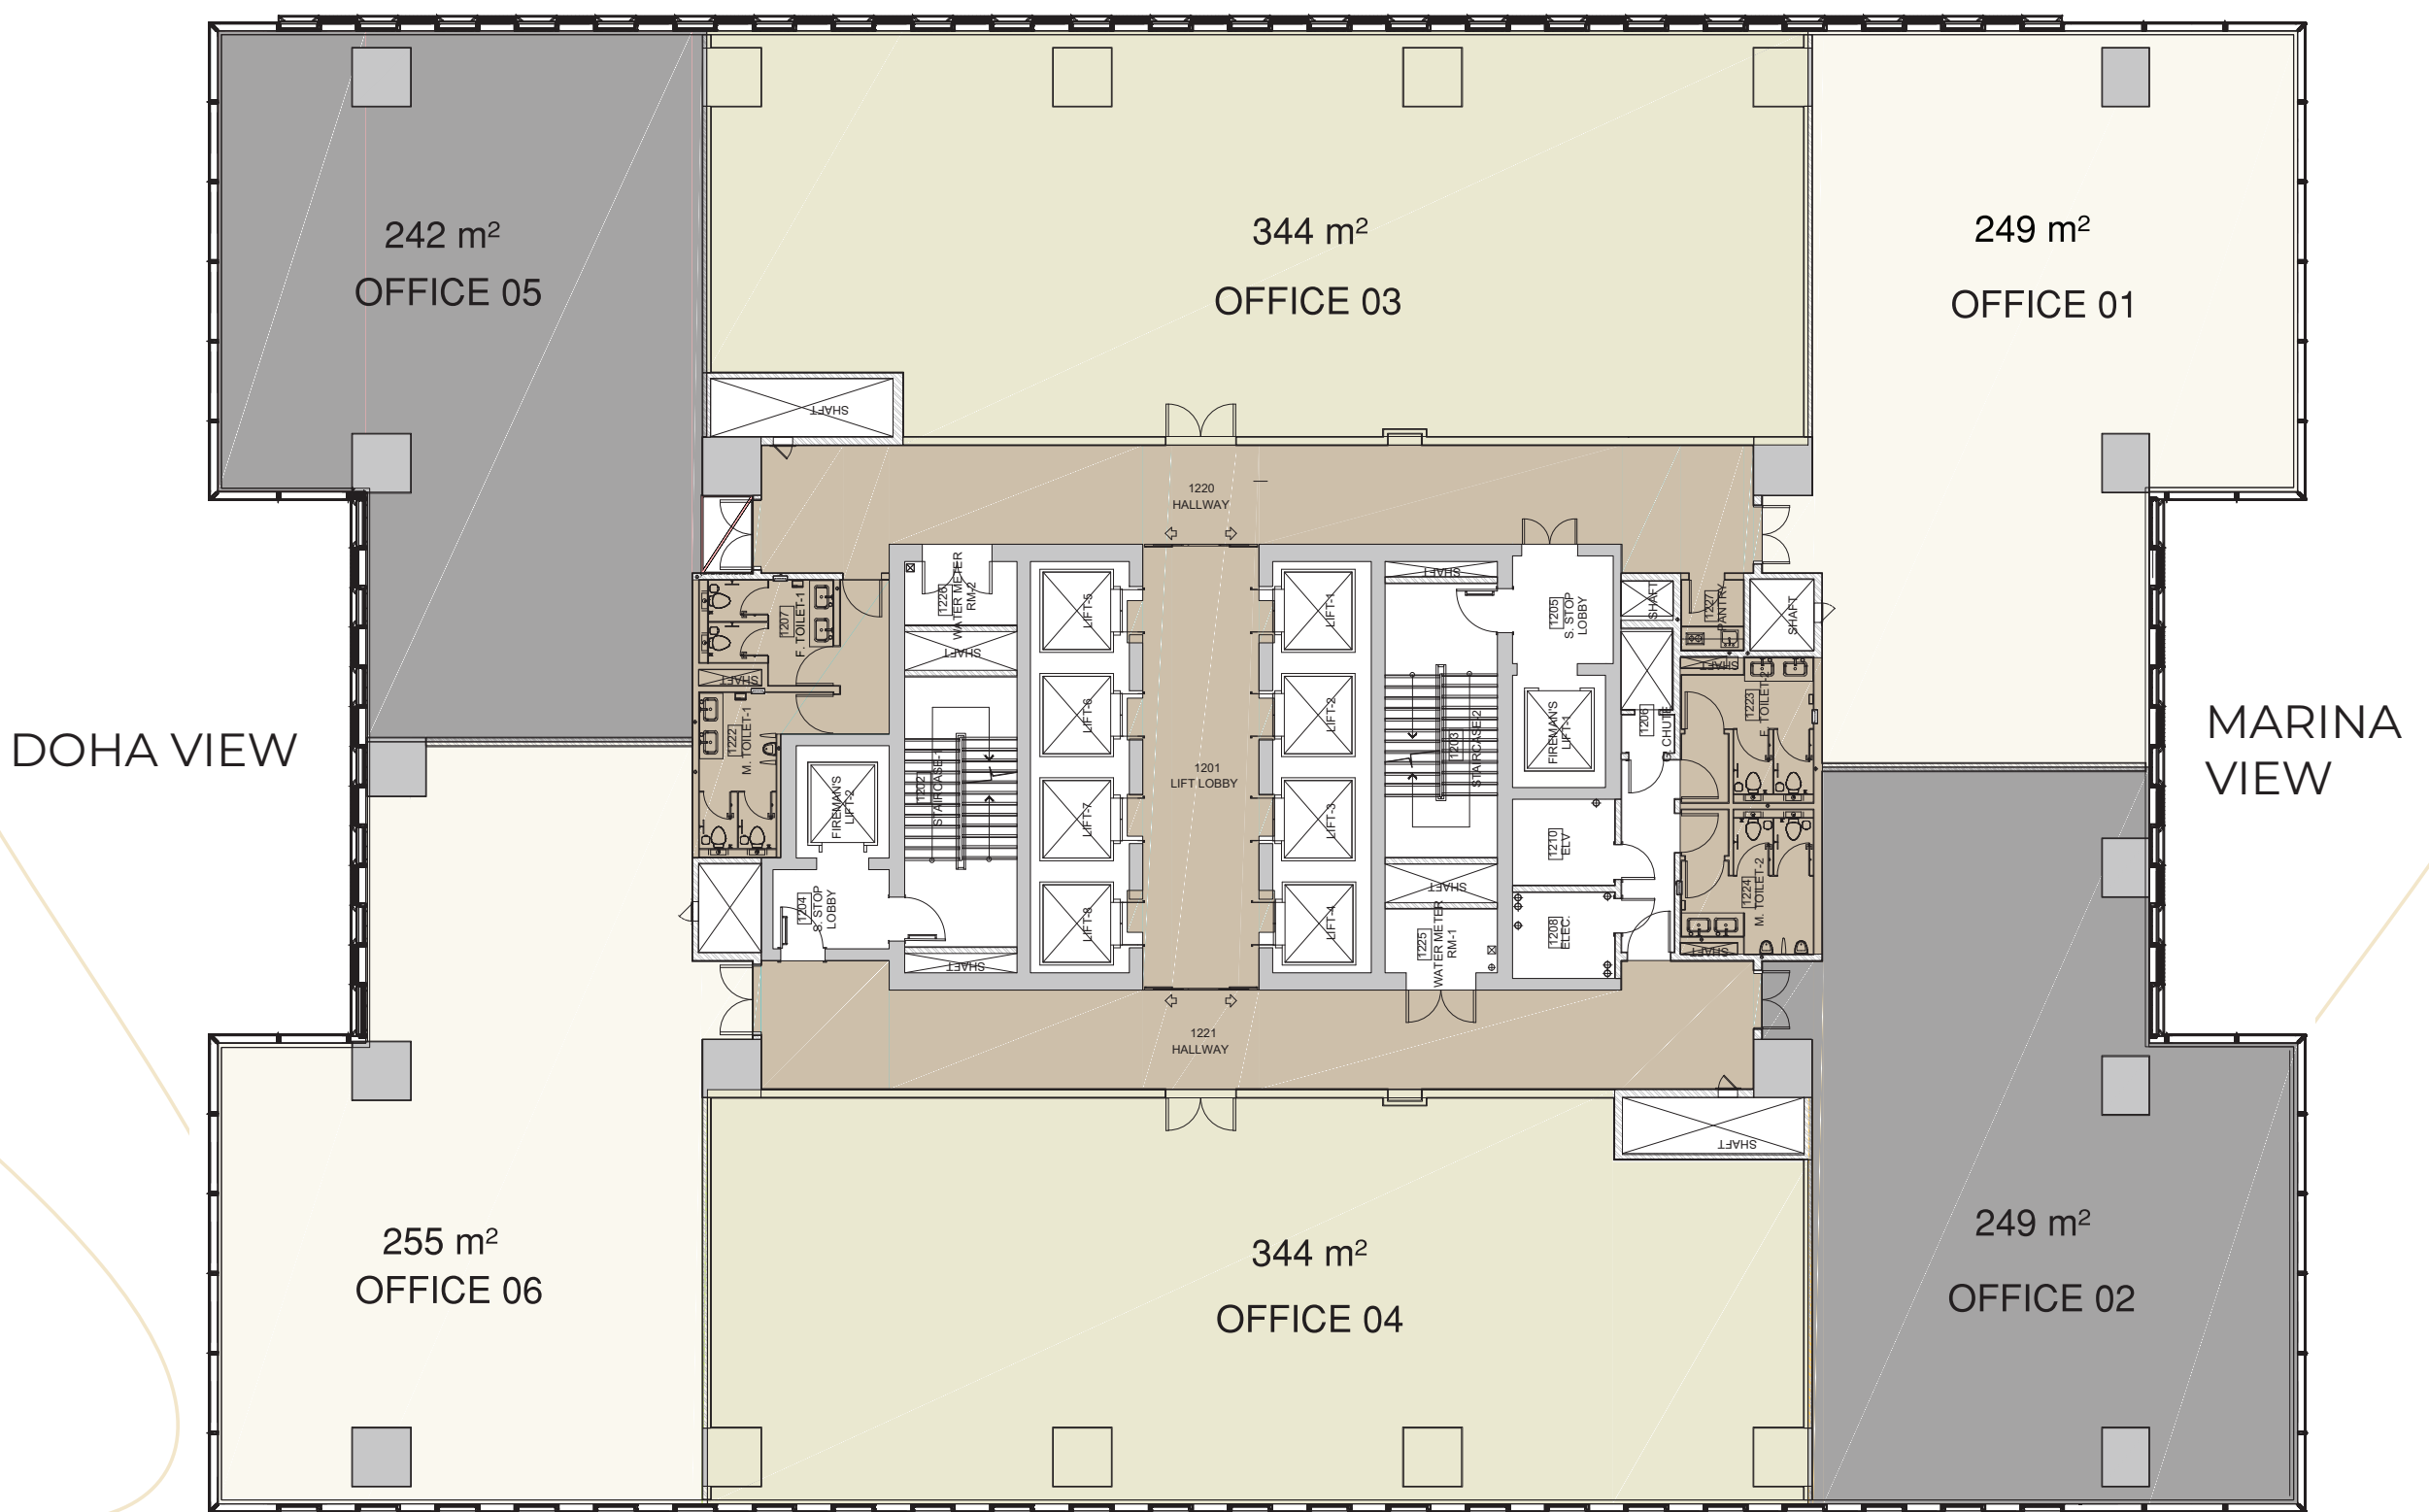 242 m²
OFFICE 05
344 m²
OFFICE 03
249 m²
OFFICE 01
SHAFT
1220
HALLWAY
1226
WATER METER
RM-2
SHAFT
1207
F. TOILET-1
SHAFT
1222
M. TOILET-1
FIREMAN'S
LIFT-2
1202
STAIRCASE-1
1204
S. STOP
LOBBY
SHAFT
LIFT-5
LIFT-6
LIFT-7
LIFT-8
1201
LIFT LOBBY
LIFT-1
LIFT-2
LIFT-3
LIFT-4
SHAFT
1203
STAIRCASE-2
SHAFT
1225
WATER METER
RM-1
1205
S. STOP
LOBBY
FIREMAN'S
LIFT-1
1210
ELV
1208
ELEC.
SHAFT
1206
G. CHUTE
1227
PANTRY
SHAFT
SHAFT
1223
F. TOILET-2
1224
M. TOILET-2
SHAFT
DOHA VIEW
MARINA
VIEW
1221
HALLWAY
SHAFT
255 m²
OFFICE 06
344 m²
OFFICE 04
249 m²
OFFICE 02